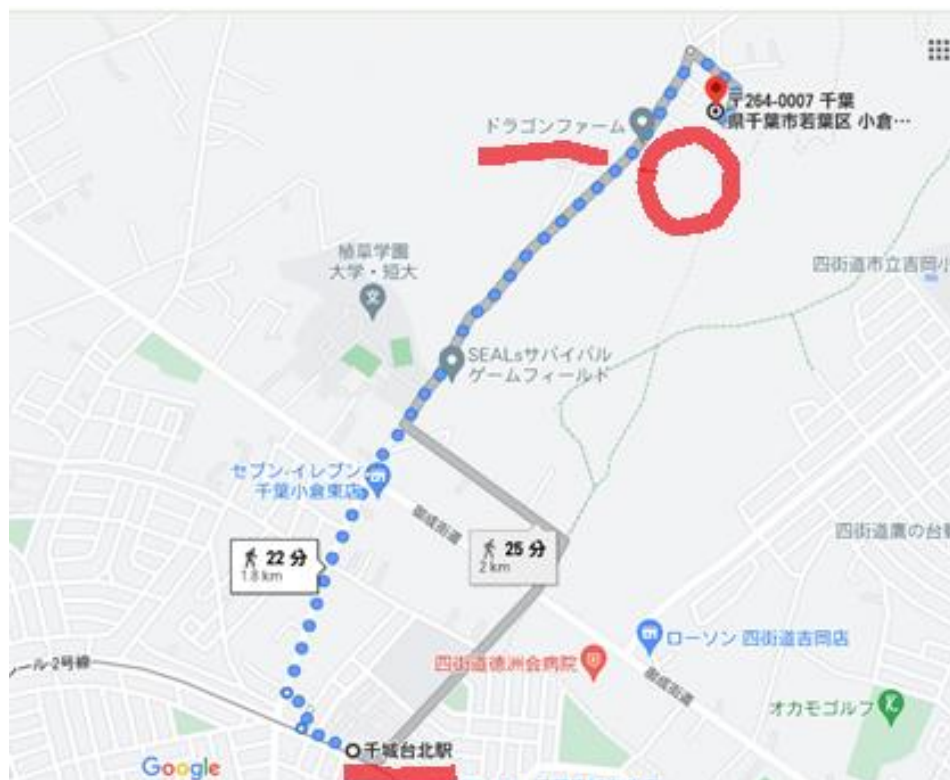 〒264-0007 千葉
県千葉市若葉区 小倉…
ドラゴンファーム
植草学園
大学・短大
四街道市立吉岡小
SEALsサバイバル
ゲームフィールド
セブン-イレブン
千葉小倉東店
御成街道
四街道鷹の台
22 分
1.8 km
25 分
2 km
ローソン 四街道吉岡店
ール2号線
四街道徳洲会病院
御成街道
オカモゴルフ
千城台北駅
Google